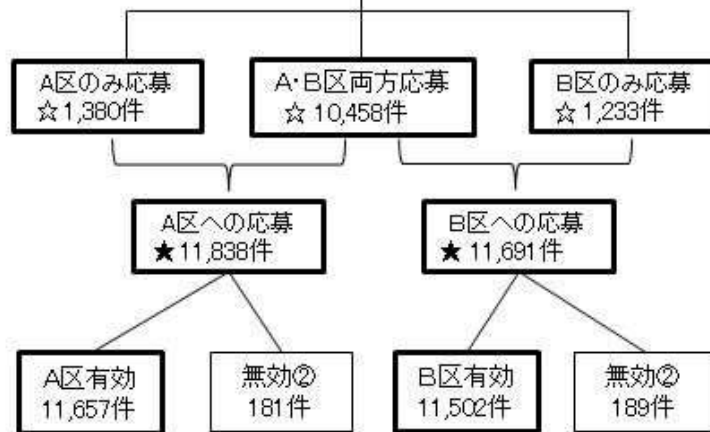 A区のみ応募
☆1,380件
A・B区両方応募
☆10,458件
B区のみ応募
☆1,233件
A区への応募
★11,838件
B区への応募
★11,691件
A区有効
11,657件
無効②
181件
B区有効
11,502件
無効②
189件